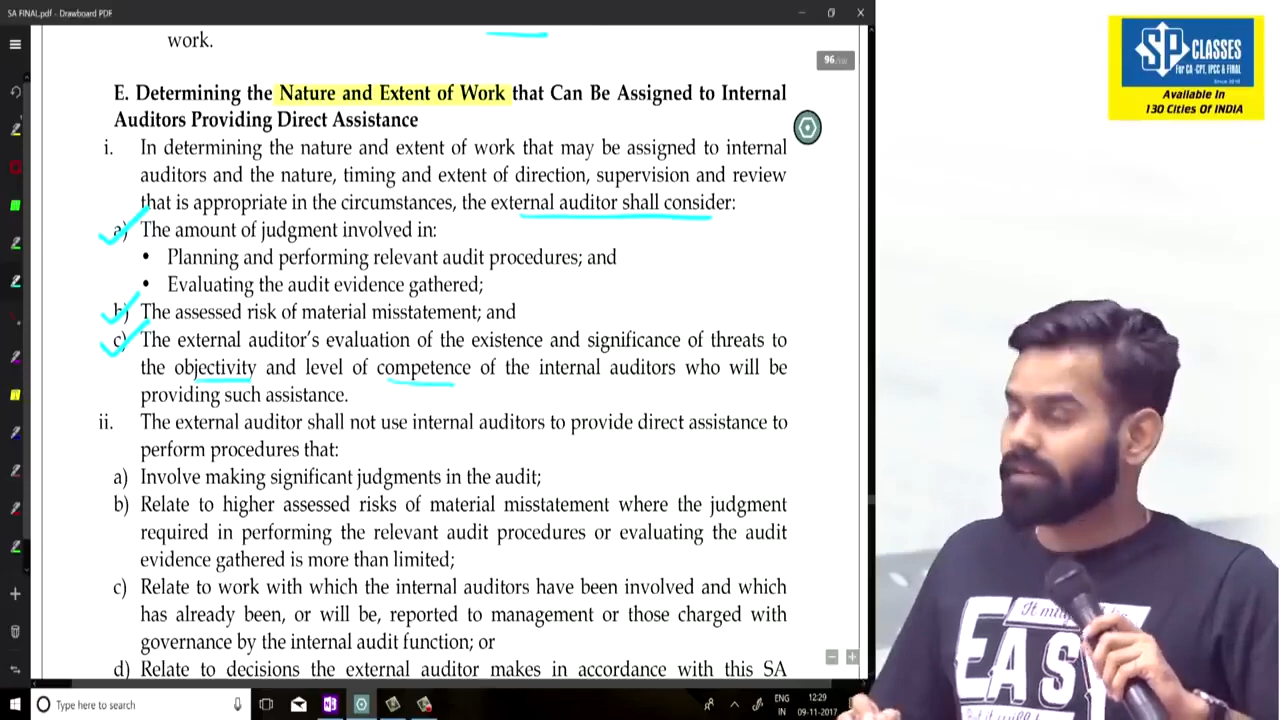 SA FINAL.pdf - Drawboard PDF
work.
96/
E. Determining the Nature and Extent of Work that Can Be Assigned to Internal
Auditors Providing Direct Assistance
i. In determining the nature and extent of work that may be assigned to internal
auditors and the nature, timing and extent of direction, supervision and review
that is appropriate in the circumstances, the external auditor shall consider:
a) The amount of judgment involved in:
• Planning and performing relevant audit procedures; and
• Evaluating the audit evidence gathered;
b) The assessed risk of material misstatement; and
c) The external auditor's evaluation of the existence and significance of threats to
the objectivity and level of competence of the internal auditors who will be
providing such assistance.
ii. The external auditor shall not use internal auditors to provide direct assistance to
perform procedures that:
a) Involve making significant judgments in the audit;
b) Relate to higher assessed risks of material misstatement where the judgment
required in performing the relevant audit procedures or evaluating the audit
evidence gathered is more than limited;
c) Relate to work with which the internal auditors have been involved and which
has already been, or will be, reported to management or those charged with
governance by the internal audit function; or
d) Relate to decisions the external auditor makes in accordance with this SA
Type here to search
ENG
IN
12:29
09-11-2017
SP CLASSES
For CA -CPT, IPCC & FINAL
Available In
130 Cities Of INDIA
It
EAS